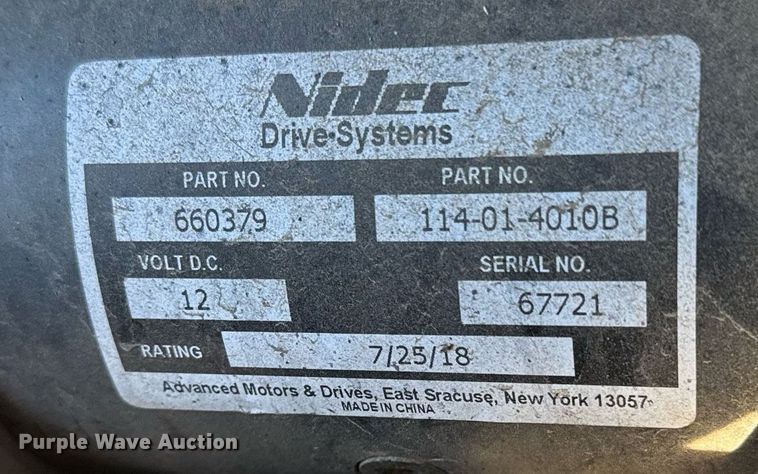 Nidec
Drive•Systems
PART NO. PART NO.
660379 114-01-4010B
VOLT D.C. SERIAL NO.
12 67721
RATING 7/25/18
Advanced Motors & Drives, East Sracuse, New York 13057
MADE IN CHINA
Purple Wave Auction